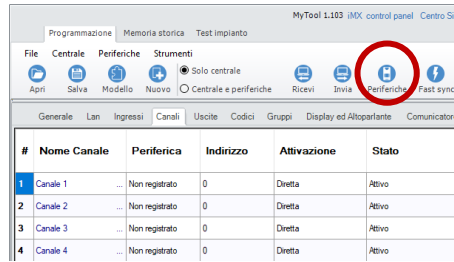 MyTool 1.103 iMX control panel Centro Si
Programmazione Memoria storica Test impianto
File Centrale Periferiche Strumenti
Solo centrale
Centrale e periferiche
Apri Salva Modello Nuovo Ricevi Invia Periferiche Fast sync
Generale Lan Ingressi Canali Uscite Codici Gruppi Display ed Altoparlante Comunicatore
# Nome Canale Periferica Indirizzo Attivazione Stato
1 Canale 1 ... Non registrato 0 Diretta Attivo
2 Canale 2 ... Non registrato 0 Diretta Attivo
3 Canale 3 ... Non registrato 0 Diretta Attivo
4 Canale 4 ... Non registrato 0 Diretta Attivo